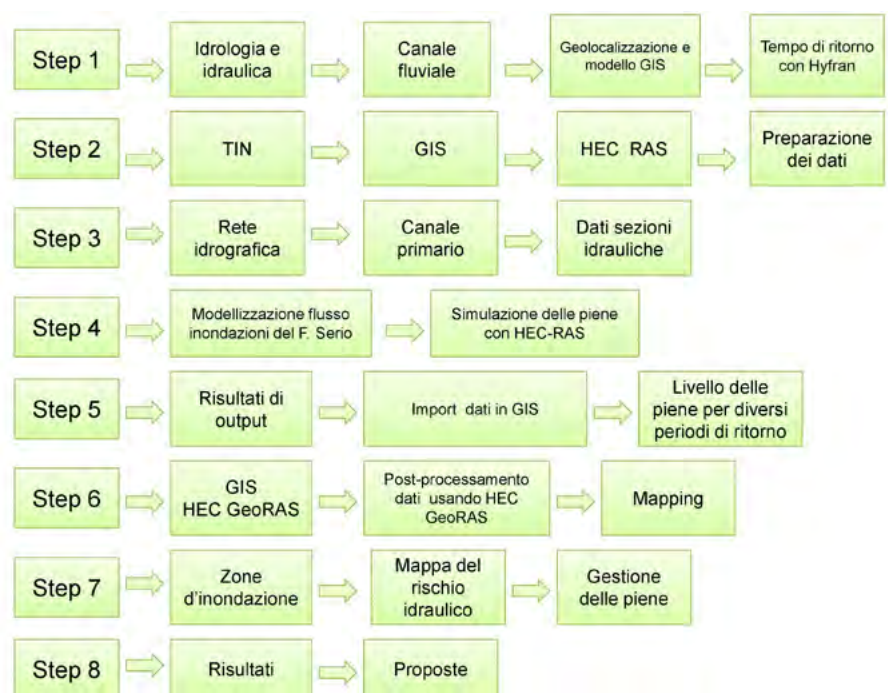 Step 1
Idrologia e
idraulica
Canale
fluviale
Geolocalizzazione e
modello GIS
Tempo di ritorno
con Hyfran
Step 2
TIN
GIS
HEC RAS
Preparazione
dei dati
Step 3
Rete
idrografica
Canale
primario
Dati sezioni
idrauliche
Step 4
Modellizzazione flusso
inondazioni del F. Serio
Simulazione delle piene
con HEC-RAS
Step 5
Risultati di
output
Import dati in GIS
Livello delle
piene per diversi
periodi di ritorno
Step 6
GIS
HEC GeoRAS
Post-processamento
dati usando HEC
GeoRAS
Mapping
Step 7
Zone
d'inondazione
Mappa del
rischio
idraulico
Gestione
delle piene
Step 8
Risultati
Proposte